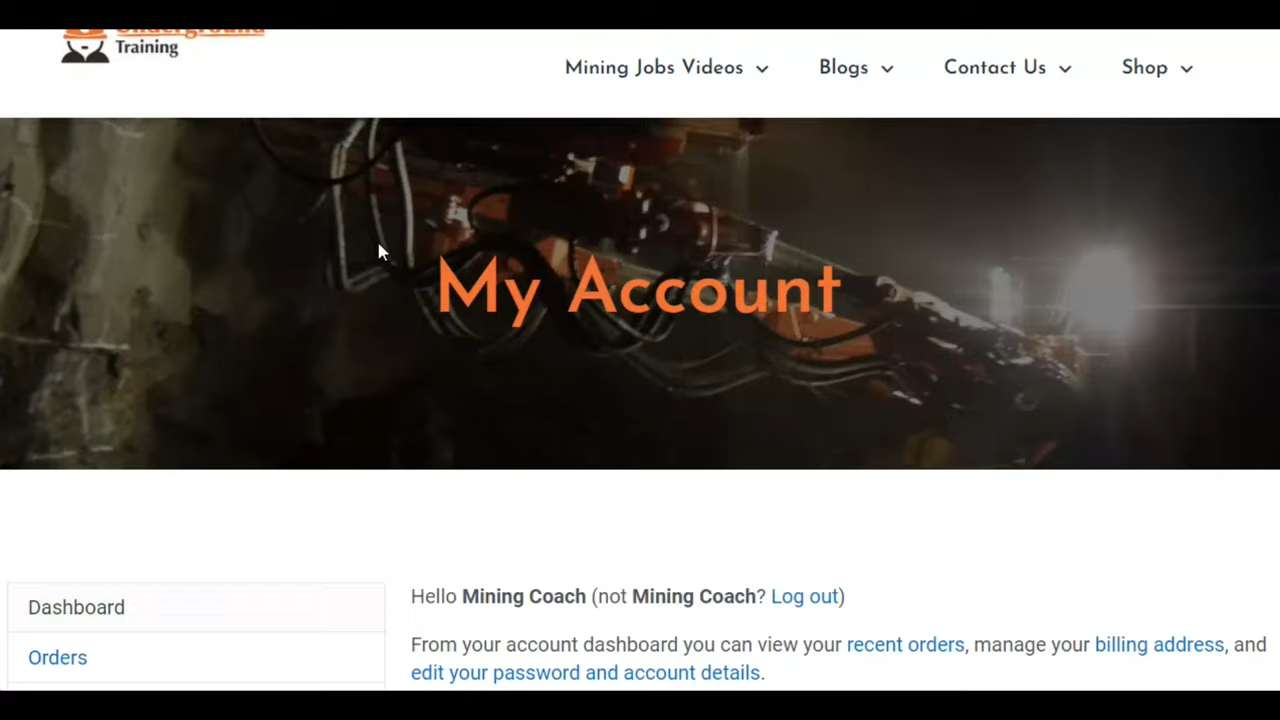 Underground
Training
Mining Jobs Videos
Blogs
Contact Us
Shop
My Account
Dashboard
Orders
Hello Mining Coach (not Mining Coach? Log out)
From your account dashboard you can view your recent orders, manage your billing address, and
edit your password and account details.